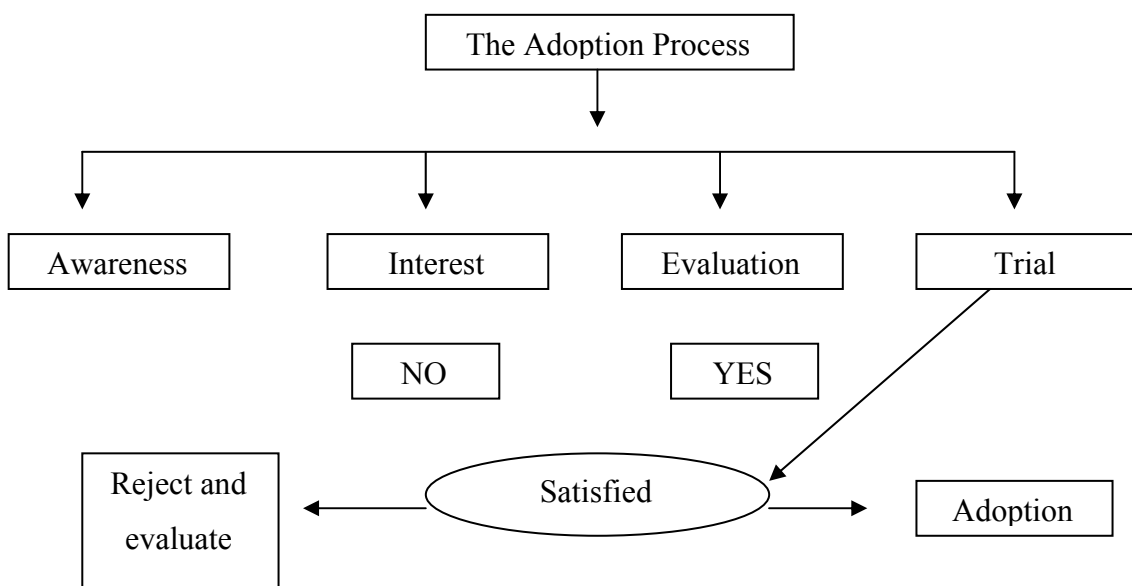 The Adoption Process
Awareness
Interest
Evaluation
Trial
NO
YES
Reject and
evaluate
Satisfied
Adoption